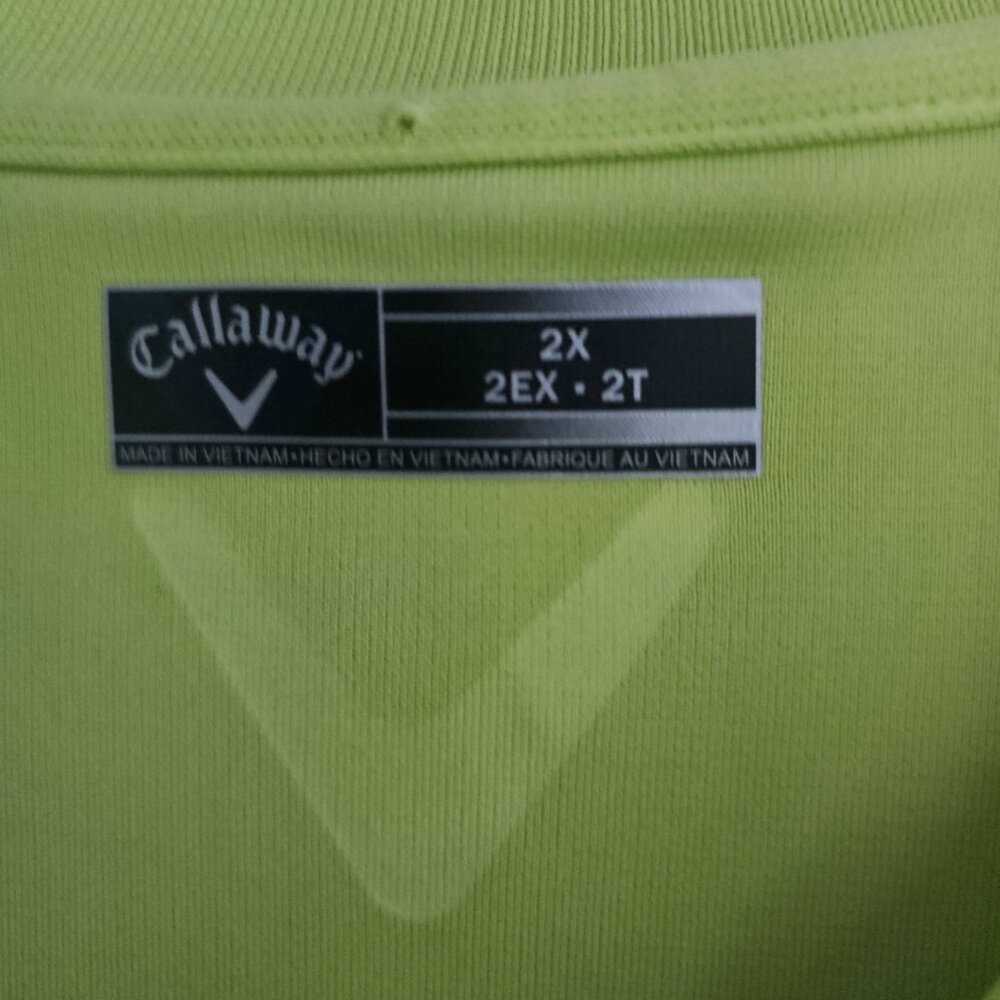 Callaway
2X
2EX • 2T
MADE IN VIETNAM•HECHO EN VIETNAM•FABRIQUE AU VIETNAM